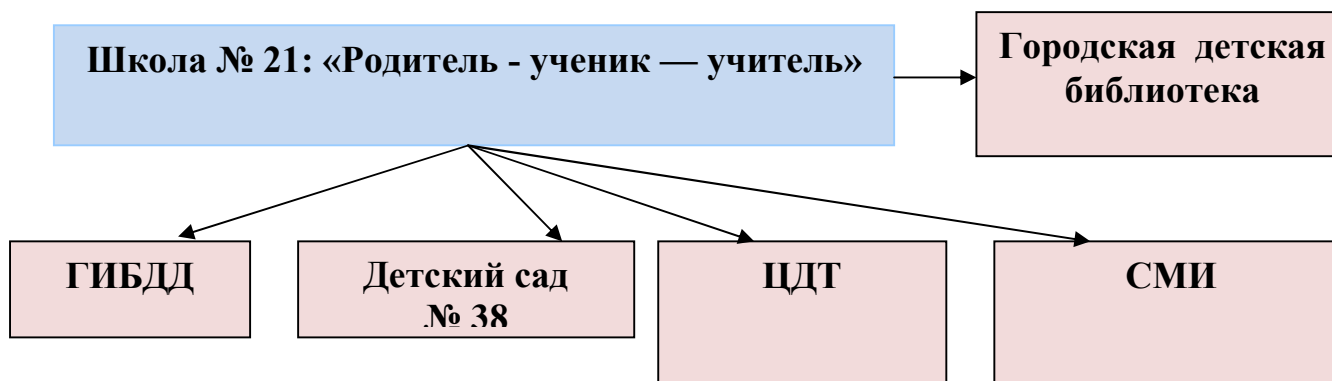 Школа № 21: «Родитель - ученик — учитель»
Городская детская
библиотека
ГИБДД
Детский сад
№ 38
ЦДТ
СМИ